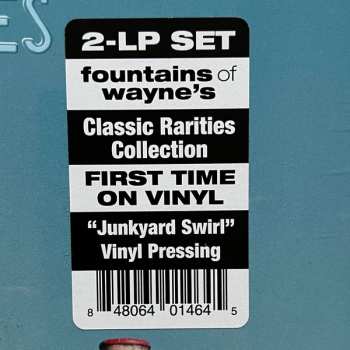 ES
2-LP SET
fountains of
wayne's
Classic Rarities
Collection
FIRST TIME
ON VINYL
“Junkyard Swirl”
Vinyl Pressing
8 48064 01464 5